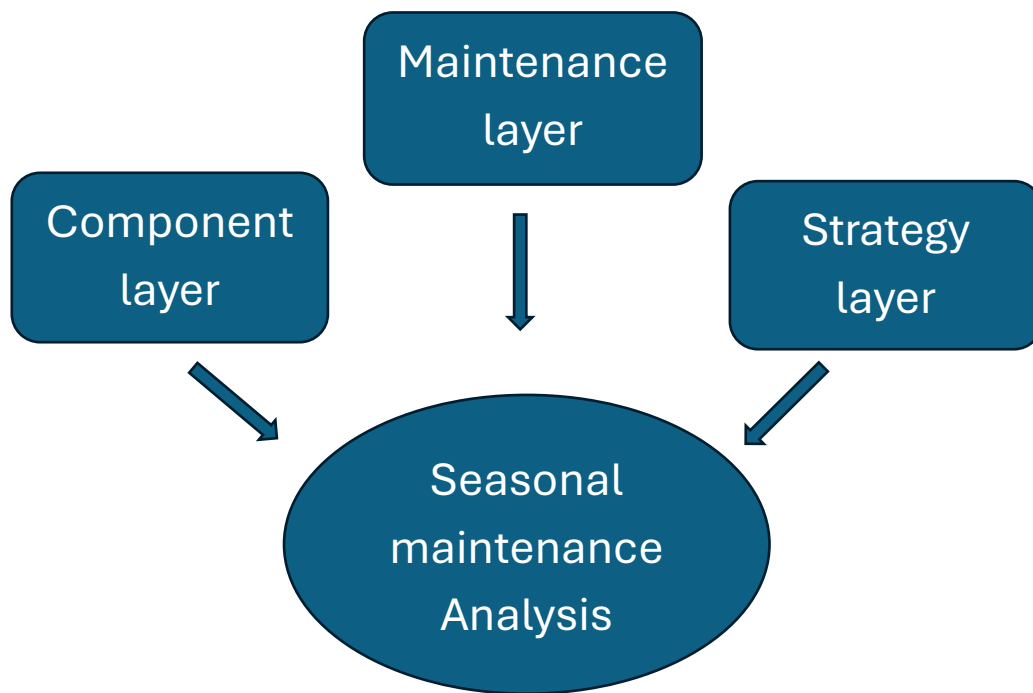 Maintenance
layer
Component
layer
Strategy
layer
Seasonal
maintenance
Analysis